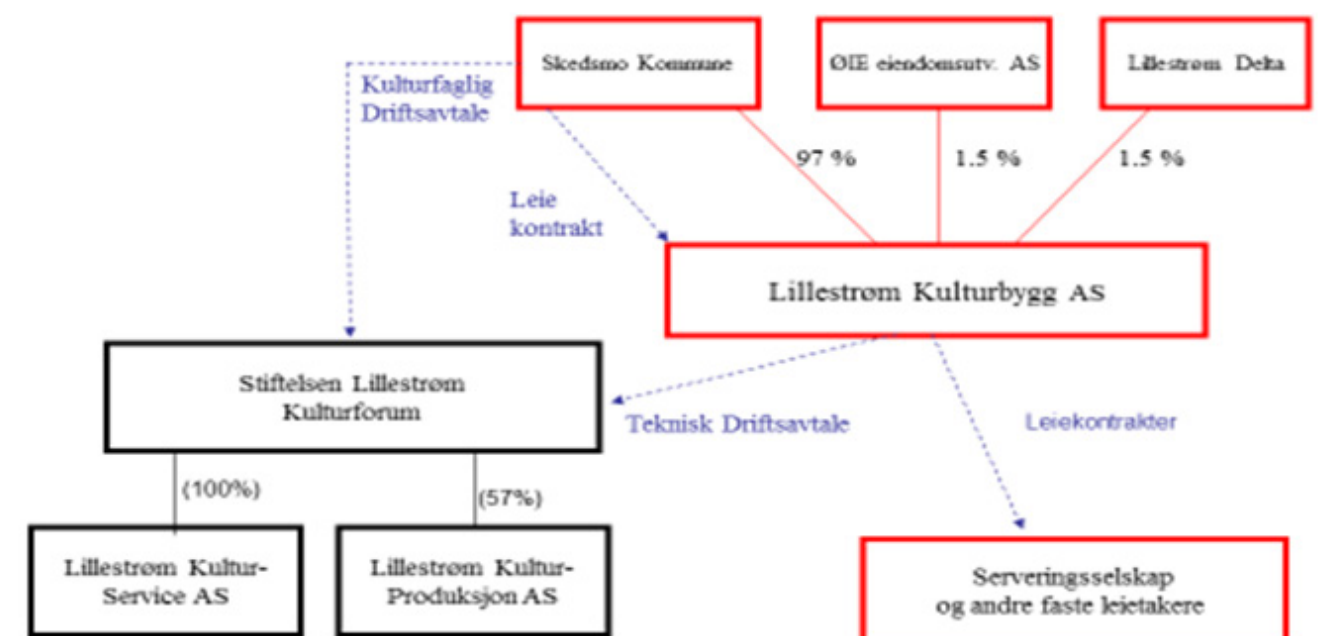 Skedsmo Kommune
ØIE eiendomsutv. AS
Lillestrøm Delta
Kulturfaglig
Driftsavtale
97 %
1.5 %
1.5 %
Leie
kontrakt
Lillestrøm Kulturbygg AS
Stiftelsen Lillestrøm
Kulturforum
Teknisk Driftsavtale
Leiekontrakter
(100%)
(57%)
Lillestrøm Kultur-
Service AS
Lillestrøm Kultur-
Produksjon AS
Serveringsselskap
og andre faste leietakere